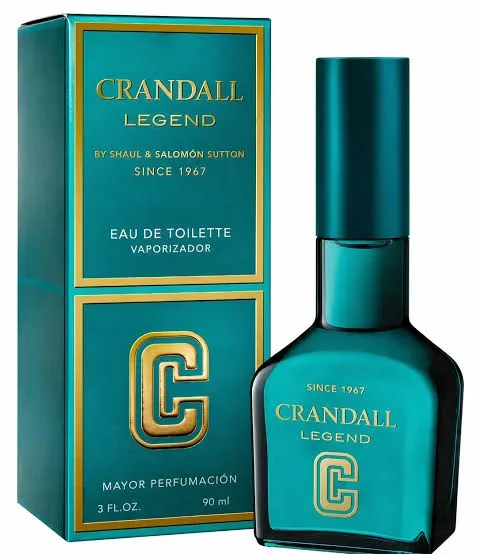 CRANDALL
LEGEND
BY SHAUL & SALOMÓN SUTTON
SINCE 1967
EAU DE TOILETTE
VAPORIZADOR
C
MAYOR PERFUMACIÓN
3 FL.OZ. 90 ml
SINCE 1967
CRANDALL
LEGEND
C